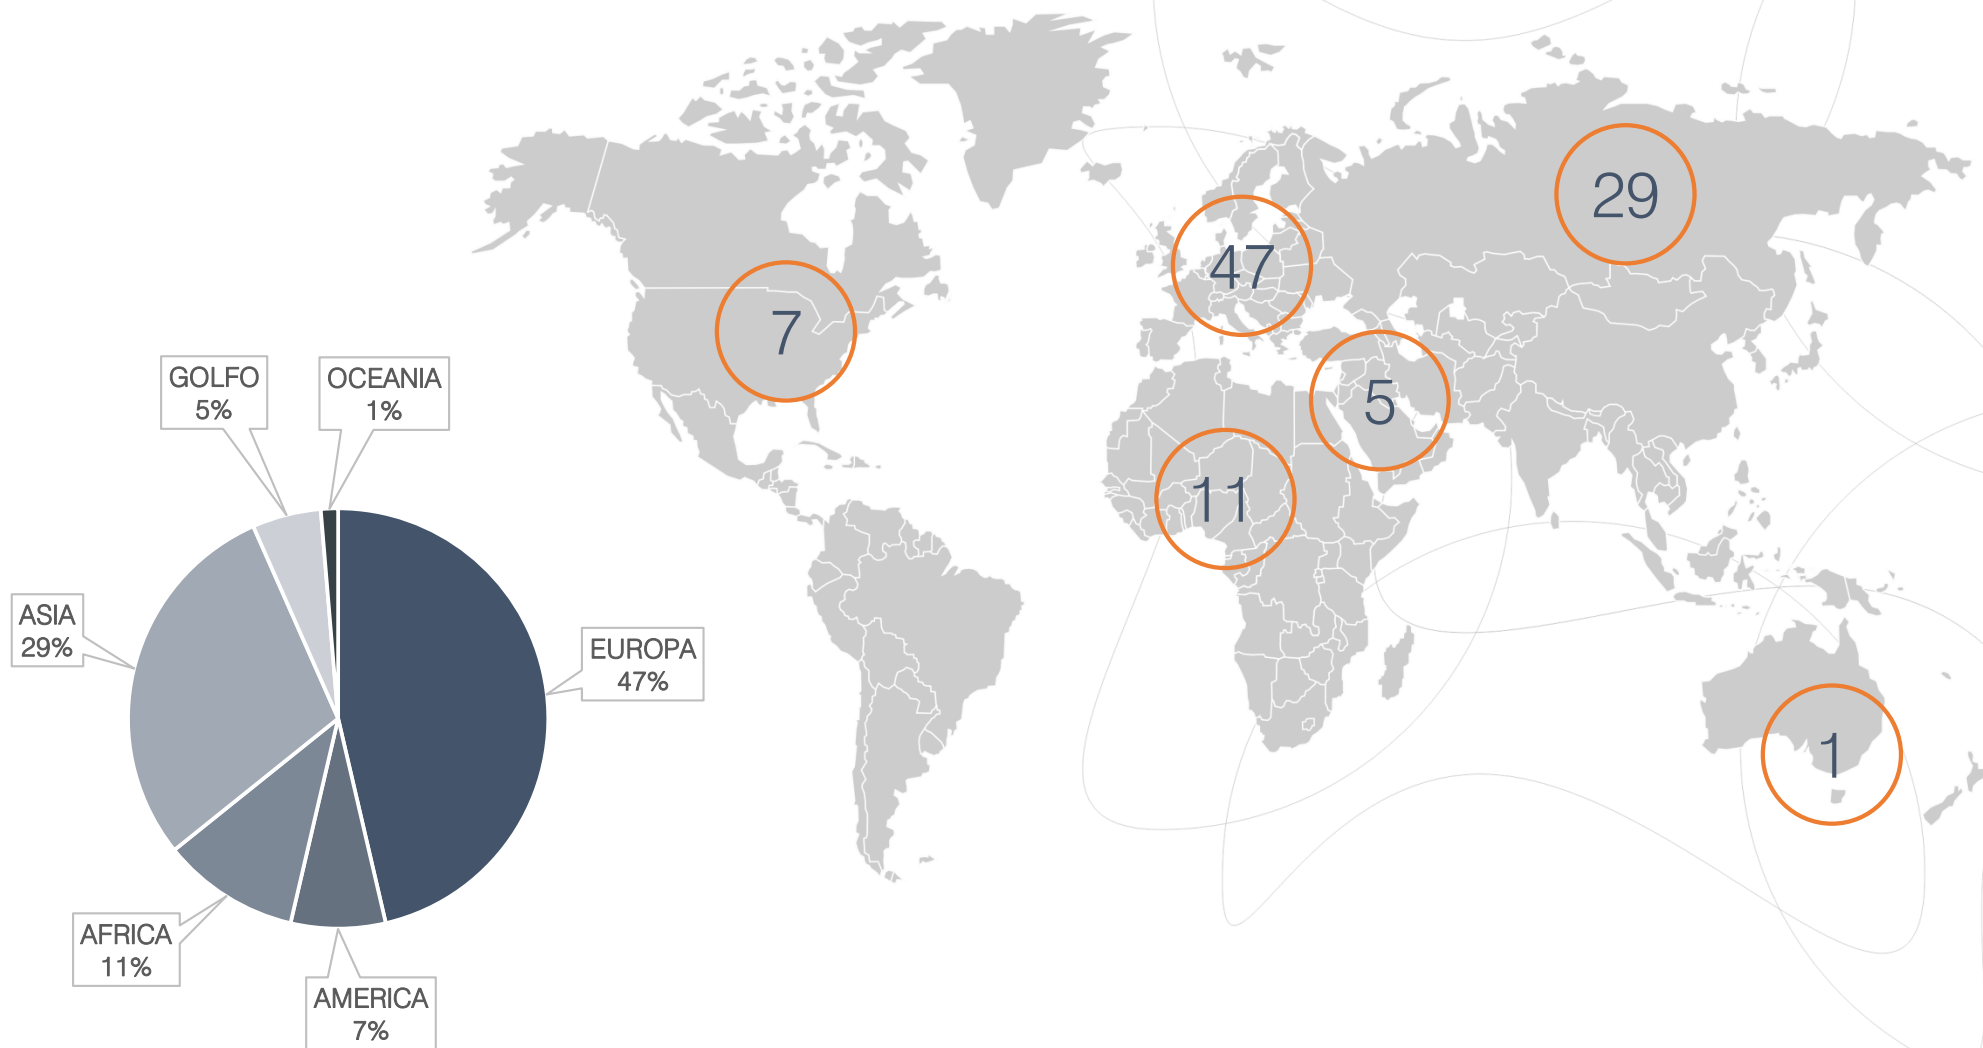 GOLFO
5%
OCEANIA
1%
ASIA
29%
EUROPA
47%
AFRICA
11%
AMERICA
7%
29
47
7
5
11
1